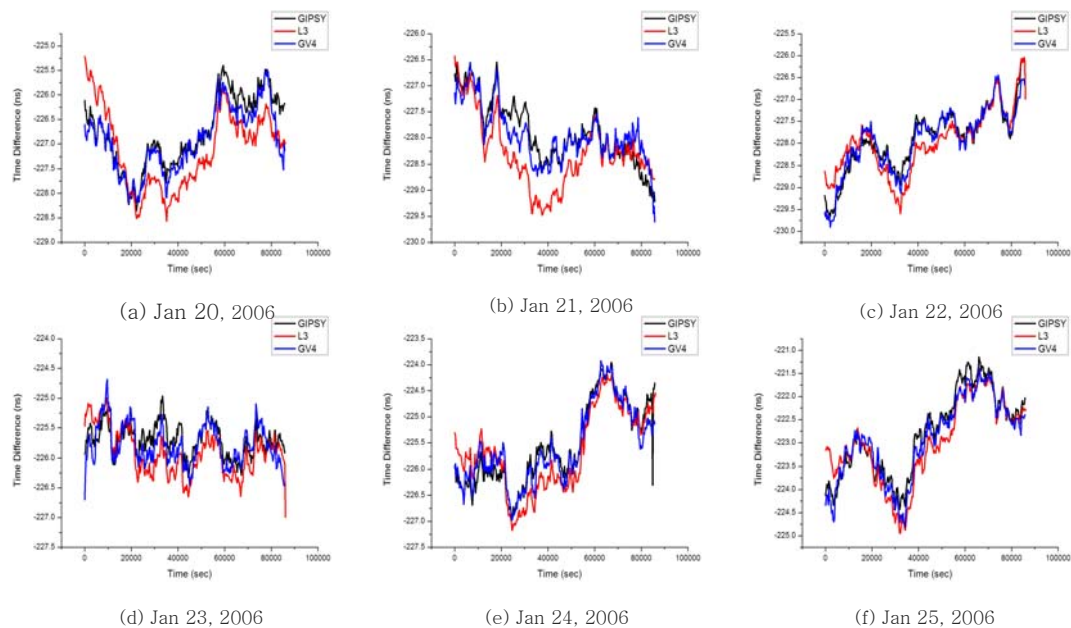 GIPSY
L3
GV4
-225.0
-225.5
-226.0
-226.5
-227.0
-227.5
-228.0
-228.5
-229.0
Time Difference (ns)
0
20000
40000
60000
80000
100000
Time (sec)
(a) Jan 20, 2006
GIPSY
L3
GV4
-226.0
-226.5
-227.0
-227.5
-228.0
-228.5
-229.0
-229.5
-230.0
Time Difference (ns)
0
20000
40000
60000
80000
100000
Time (sec)
(b) Jan 21, 2006
GIPSY
L3
GV4
-226.0
-226.5
-227.0
-227.5
-228.0
-228.5
-229.0
-229.5
-230.0
Time Difference (ns)
0
20000
40000
60000
80000
100000
Time (sec)
(c) Jan 22, 2006
GIPSY
L3
GV4
-224.0
-224.5
-225.0
-225.5
-226.0
-226.5
-227.0
-227.5
Time Difference (ns)
0
20000
40000
60000
80000
100000
Time (sec)
(d) Jan 23, 2006
GIPSY
L3
GV4
-223.5
-224.0
-224.5
-225.0
-225.5
-226.0
-226.5
-227.0
-227.5
Time Difference (ns)
0
20000
40000
60000
80000
100000
Time (sec)
(e) Jan 24, 2006
GIPSY
L3
GV4
-221.0
-221.5
-222.0
-222.5
-223.0
-223.5
-224.0
-224.5
-225.0
Time Difference (ns)
0
20000
40000
60000
80000
100000
Time (sec)
(f) Jan 25, 2006